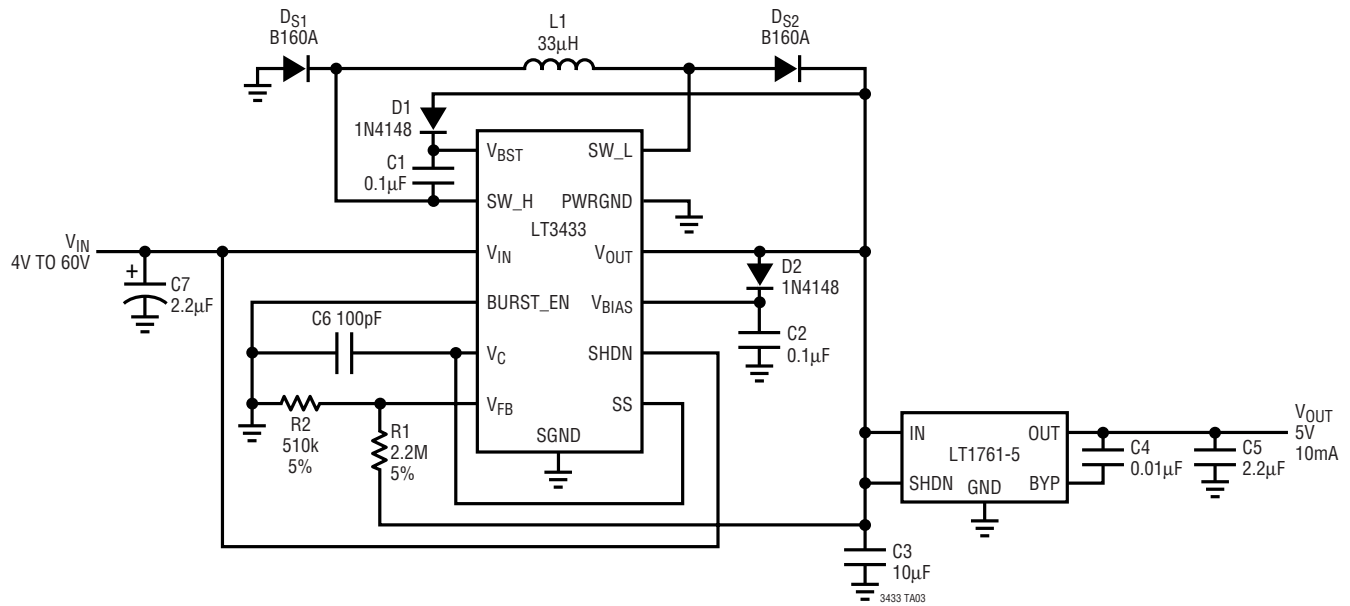 DS1
B160A
L1
33µH
DS2
B160A
D1
1N4148
C1
0.1µF
VBST
SW_L
SW_H
PWRGND
LT3433
VIN
4V TO 60V
VIN
VOUT
+
C7
2.2µF
D2
1N4148
BURST_EN
VBIAS
C6 100pF
C2
0.1µF
VC
SHDN
VFB
SS
R2
510k
5%
R1
2.2M
5%
SGND
IN
OUT
LT1761-5
SHDN
GND
BYP
C4
0.01µF
C5
2.2µF
VOUT
5V
10mA
C3
10µF
3433 TA03